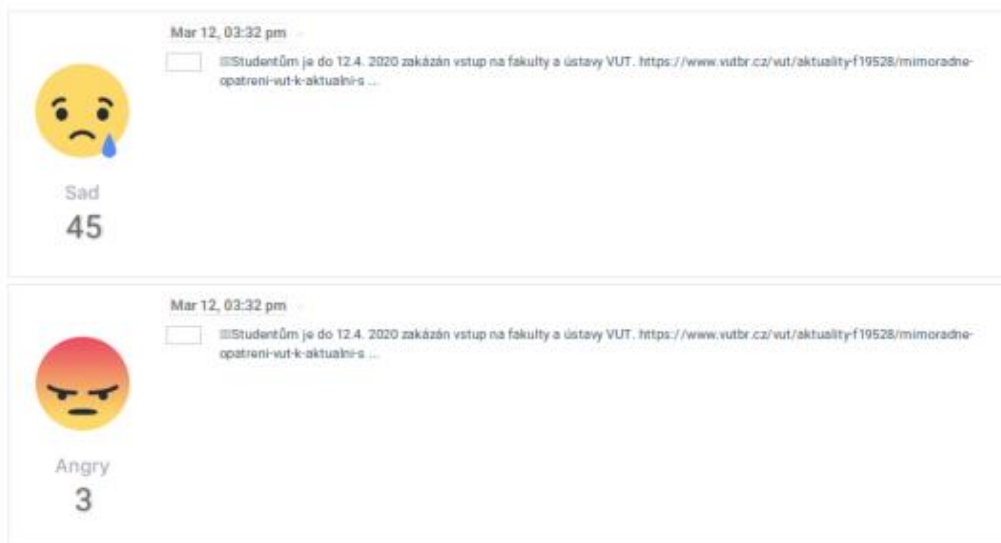 Mar 12, 03:32 pm
Studentům je do 12.4. 2020 zakázán vstup na fakulty a ústavy VUT. https://www.vutbr.cz/vut/aktuality-f19528/mimoradne-
opatreni-vut-k-aktualni-s ...
Sad
45
Mar 12, 03:32 pm
Studentům je do 12.4. 2020 zakázán vstup na fakulty a ústavy VUT. https://www.vutbr.cz/vut/aktuality-f19528/mimoradne-
opatreni-vut-k-aktualni-s ...
Angry
3